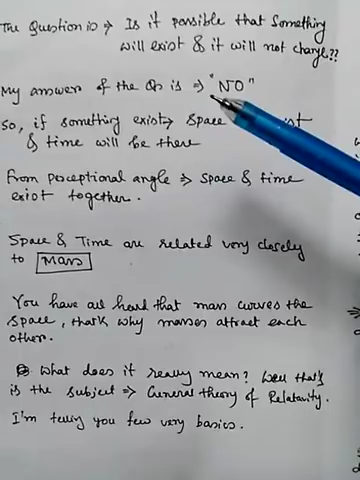 The Question is → Is it possible that Something
will exist & it will not change??
My answer of the Qs is ⇒ "NO"
So, if something exist → Space
& time will be there
From perceptional angle ⇒ space & time
exist together.
Space & Time are related very closely
to Mass
You have all heard that mass curves the
space, that's why masses attract each
other.
What does it really mean? Well that's
is the subject ⇒ General theory of Relatavity.
I'm telling you few very basics.